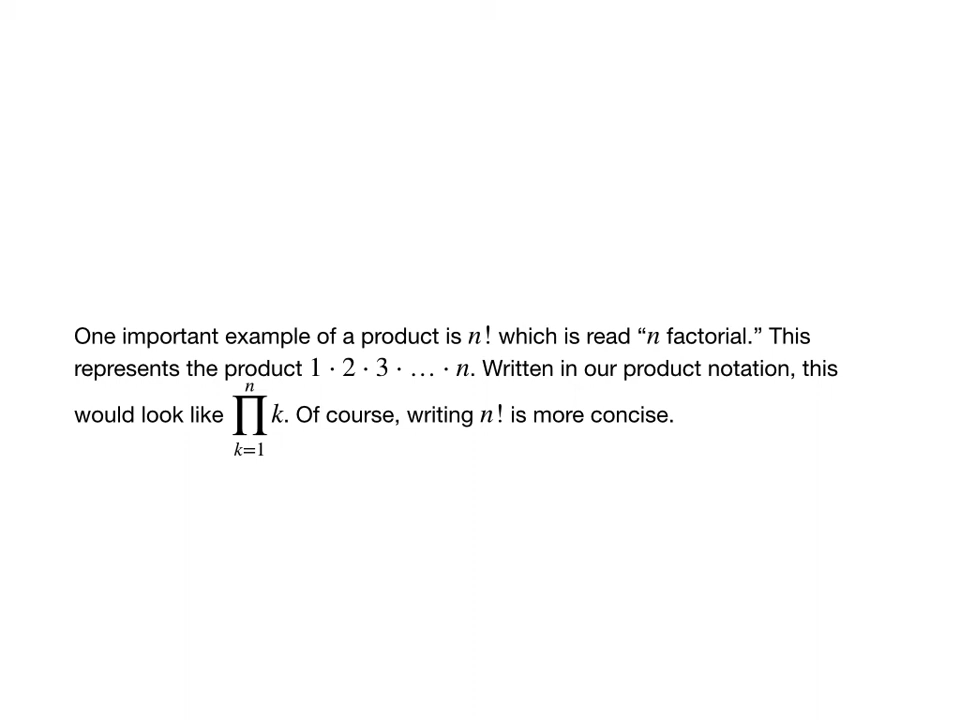 One important example of a product is n! which is read “n factorial.” This
represents the product 1 · 2 · 3 · … · n. Written in our product notation, this
would look like ∏_{k=1}^{n} k. Of course, writing n! is more concise.